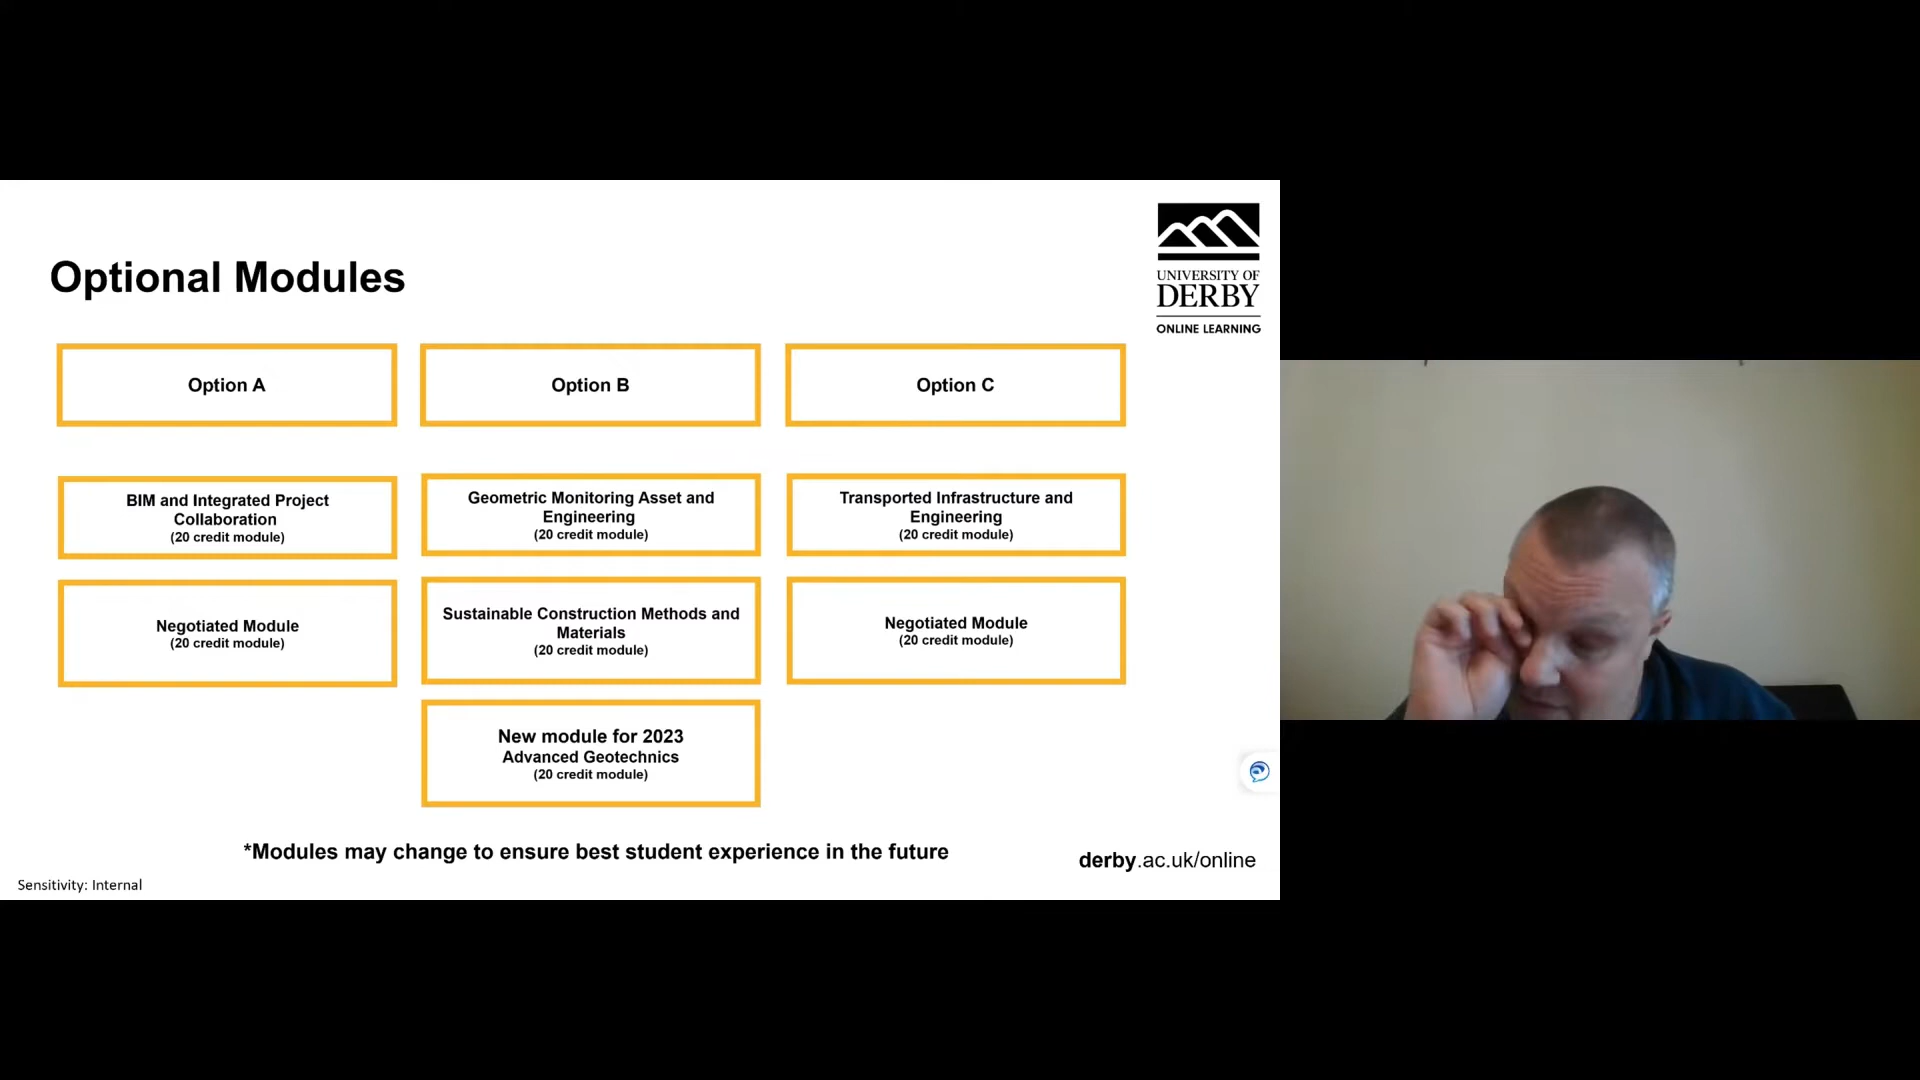 UNIVERSITY OF
DERBY
ONLINE LEARNING
Optional Modules
Option A
Option B
Option C
BIM and Integrated Project
Collaboration
(20 credit module)
Geometric Monitoring Asset and
Engineering
(20 credit module)
Transported Infrastructure and
Engineering
(20 credit module)
Negotiated Module
(20 credit module)
Sustainable Construction Methods and
Materials
(20 credit module)
Negotiated Module
(20 credit module)
New module for 2023
Advanced Geotechnics
(20 credit module)
*Modules may change to ensure best student experience in the future
derby.ac.uk/online
Sensitivity: Internal